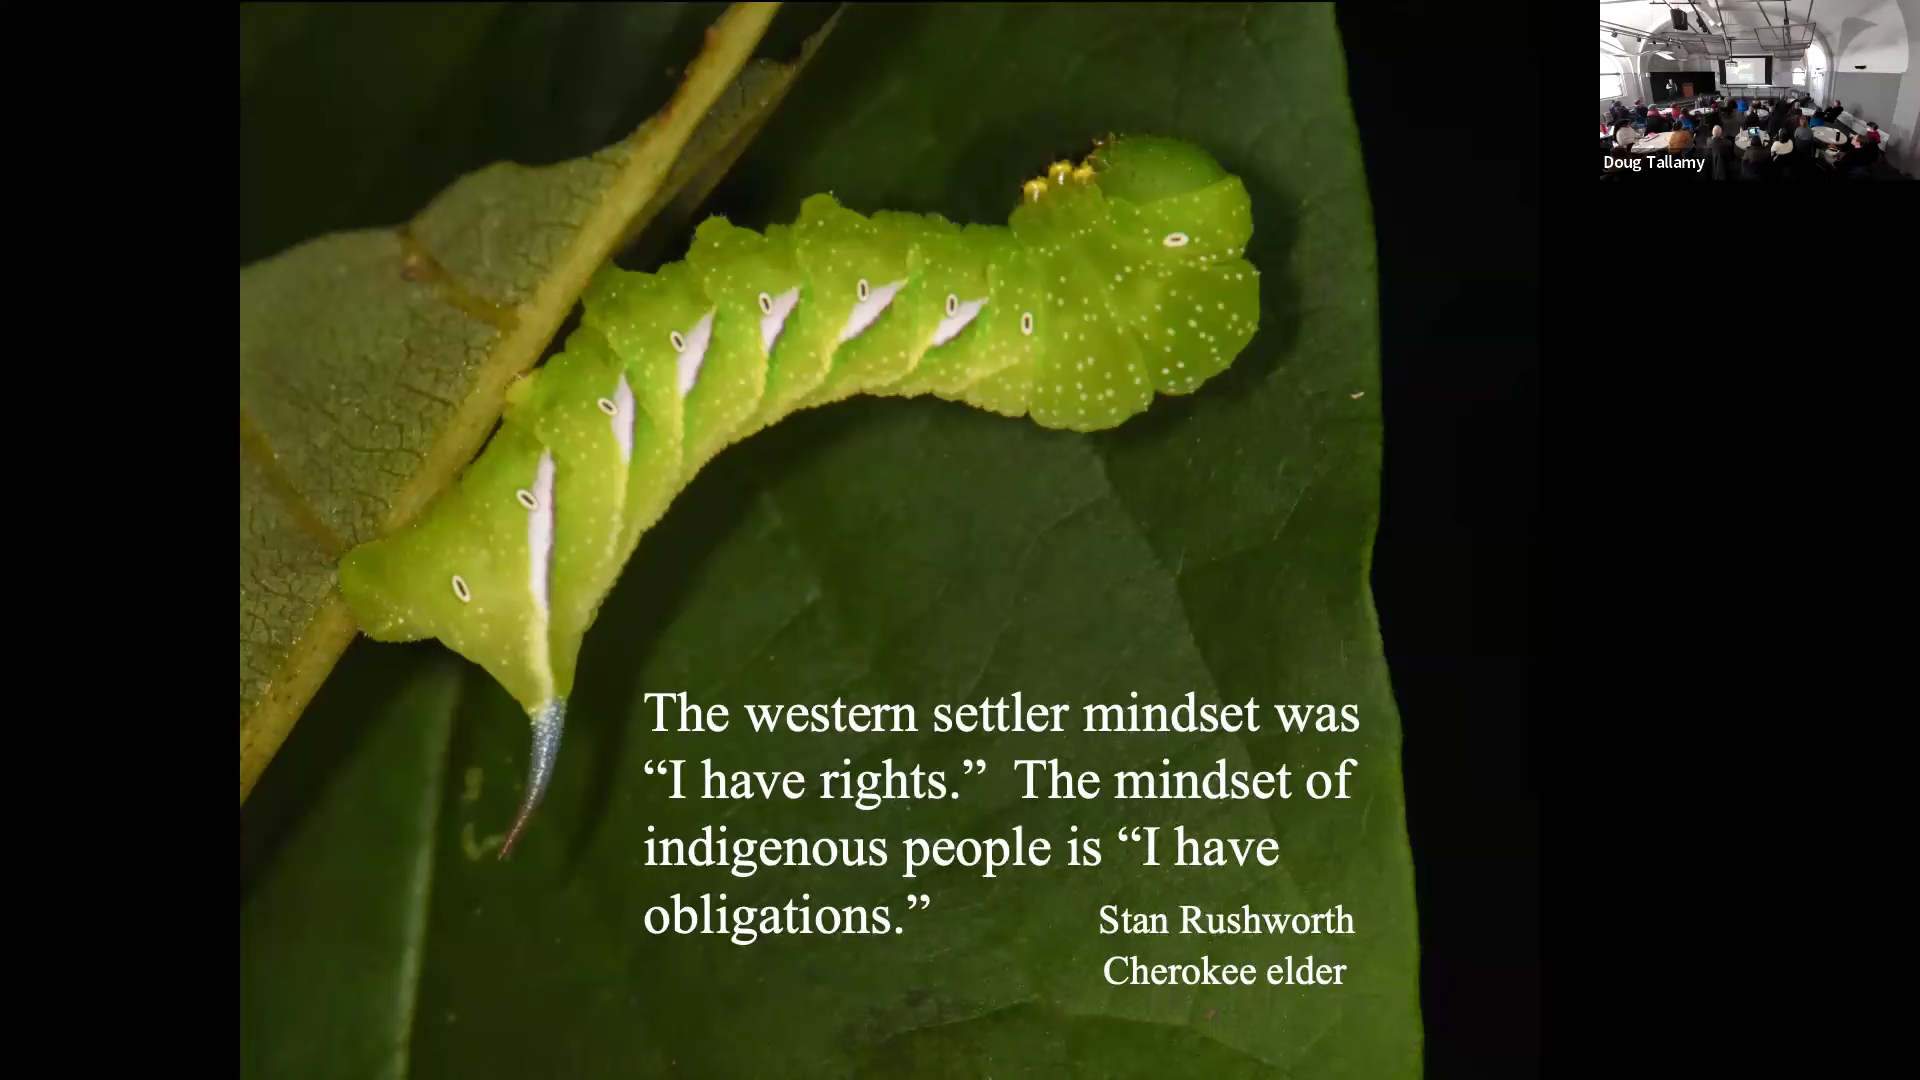 Doug Tallamy
The western settler mindset was
“I have rights.”  The mindset of
indigenous people is “I have
obligations.”
Stan Rushworth
Cherokee elder